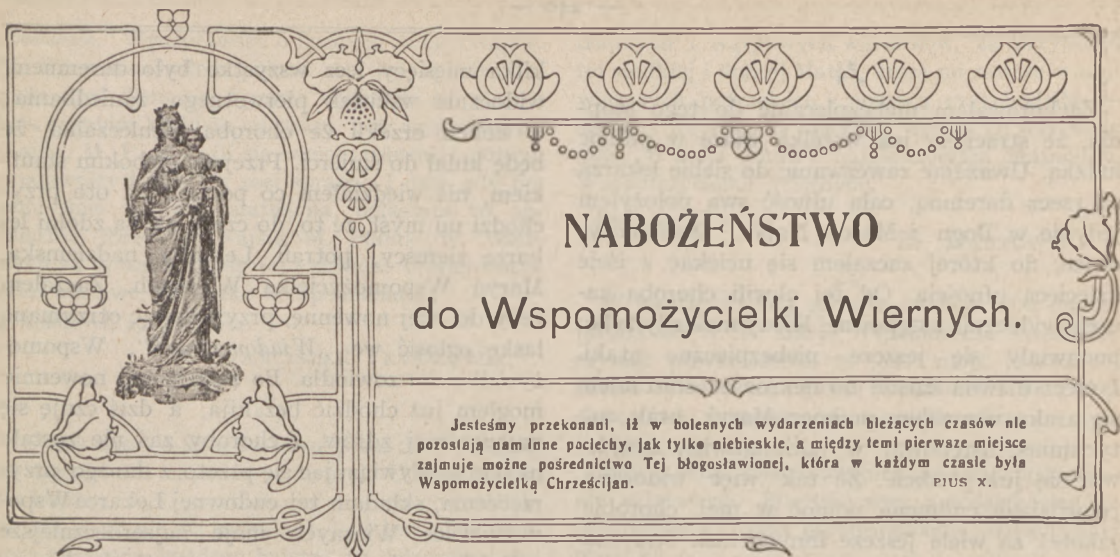 NABOŻEŃSTWO
do Wspomożycielki Wiernych.
Jesteśmy przekonani, iż w bolesnych wydarzeniach bieżących czasów nie
pozostają nam inne pociechy, jak tylko niebieskie, a między temi pierwsze miejsce
zajmuje możne pośrednictwo Tej błogosławionej, która w każdym czasie była
Wspomożycielką Chrześcijan. PIUS X.